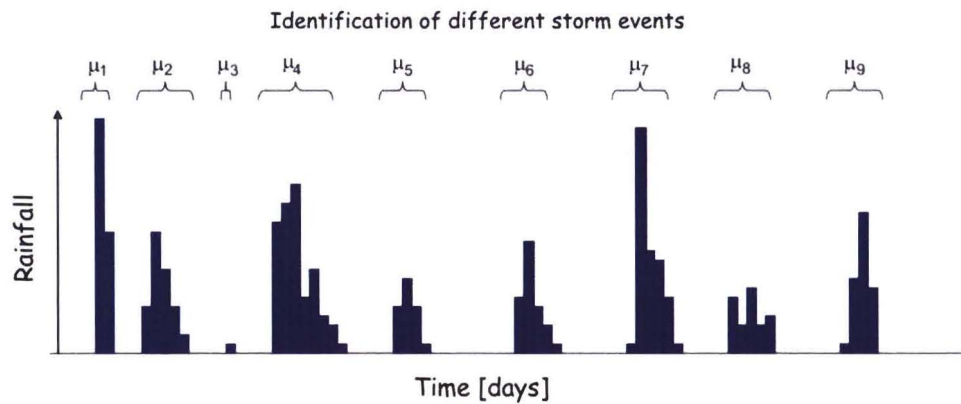 Identification of different storm events
μ1 μ2 μ3 μ4 μ5 μ6 μ7 μ8 μ9
Rainfall
Time [days]